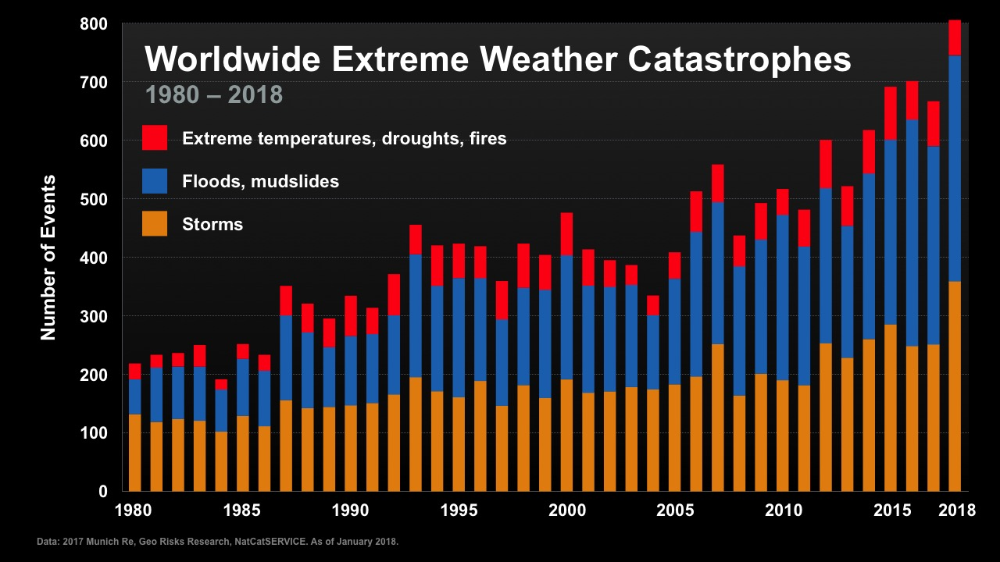 Worldwide Extreme Weather Catastrophes
1980 – 2018
Extreme temperatures, droughts, fires
Floods, mudslides
Storms
Number of Events
800
700
600
500
400
300
200
100
0
1980 1985 1990 1995 2000 2005 2010 2015 2018
Data: 2017 Munich Re, Geo Risks Research, NatCatSERVICE. As of January 2018.